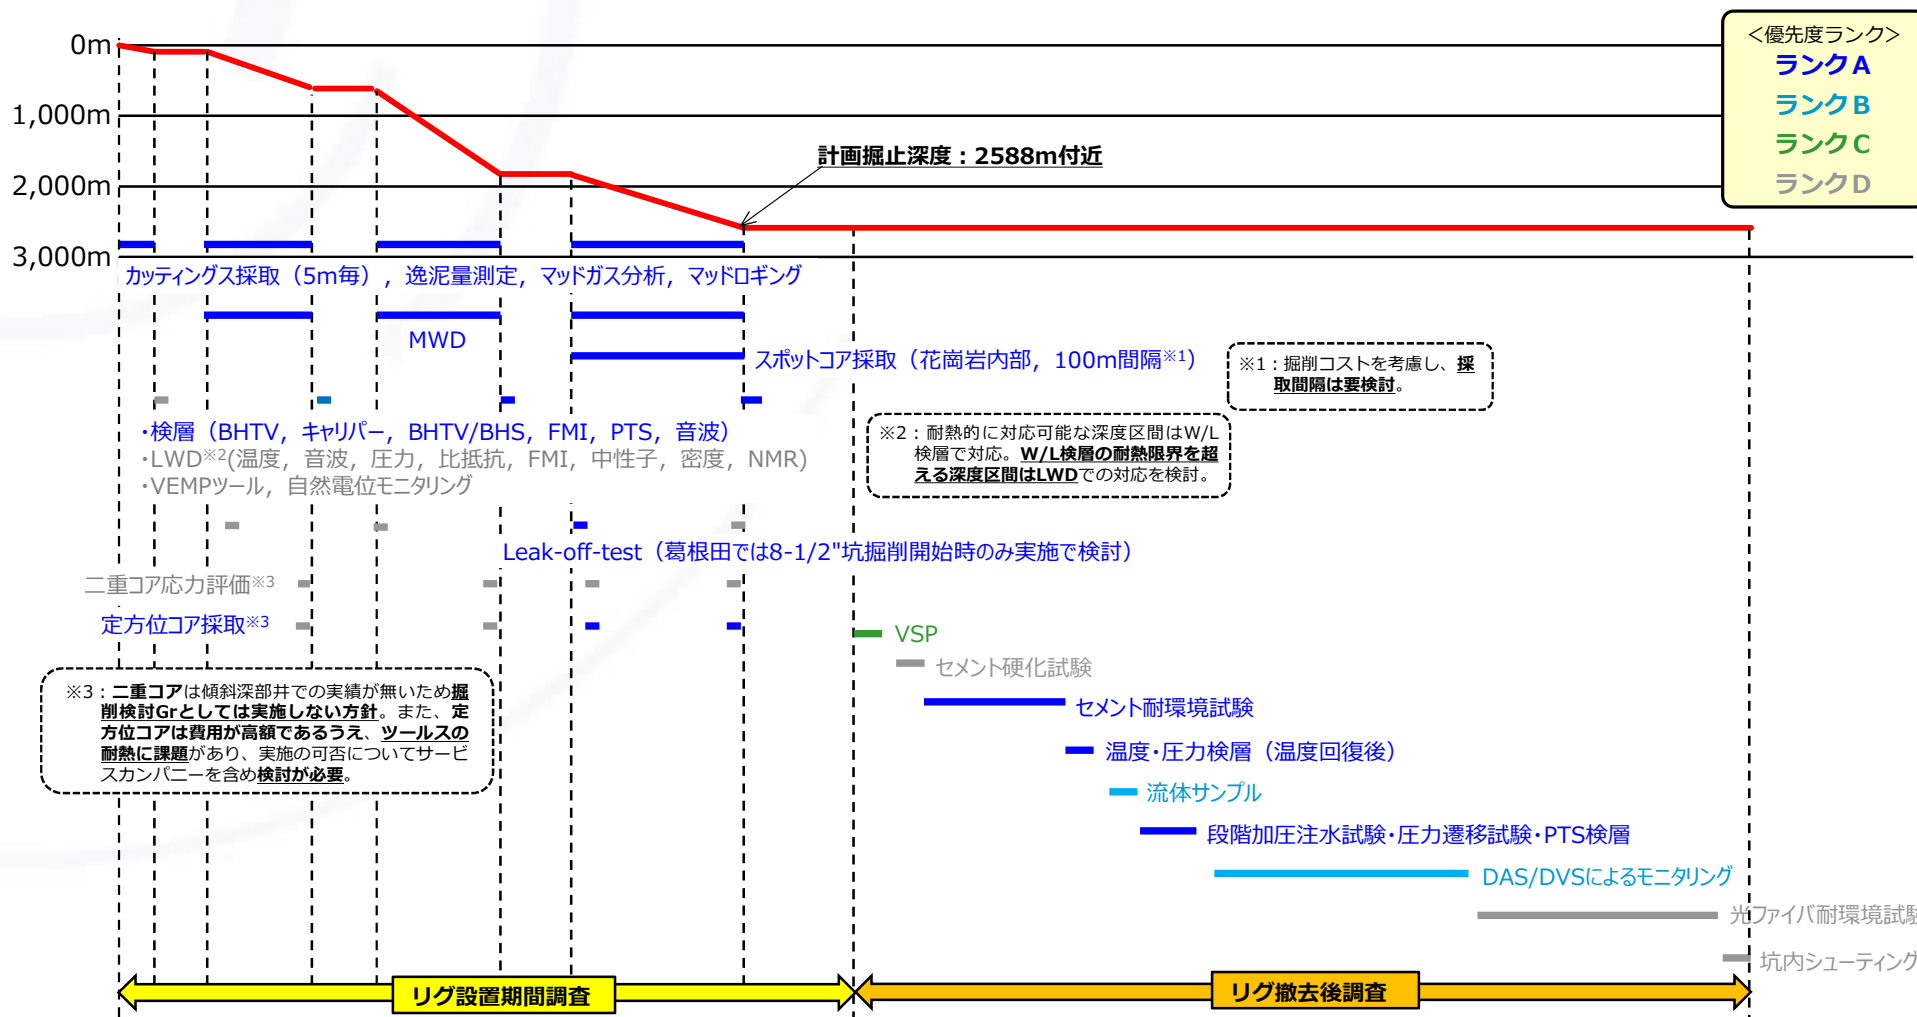 0m
1,000m
2,000m
3,000m
＜優先度ランク＞
ランクA
ランクB
ランクC
ランクD
計画掘止深度：2588m付近
カッティングス採取（5m毎），逸泥量測定，マッドガス分析，マッドロギング
MWD
スポットコア採取（花崗岩内部，100m間隔※1）
※1：掘削コストを考慮し、採
取間隔は要検討。
・検層（BHTV，キャリパー，BHTV/BHS，FMI，PTS，音波）
・LWD※2(温度，音波，圧力，比抵抗，FMI，中性子，密度，NMR)
・VEMPツール，自然電位モニタリング
※2：耐熱的に対応可能な深度区間はW/L
検層で対応。W/L検層の耐熱限界を超
える深度区間はLWDでの対応を検討。
Leak-off-test（葛根田では8-1/2"坑掘削開始時のみ実施で検討）
二重コア応力評価※3
定方位コア採取※3
※3：二重コアは傾斜深部井での実績が無いため掘
削検討Grとしては実施しない方針。また、定
方位コアは費用が高額であるうえ、ツールスの
耐熱に課題があり、実施の可否についてサービ
スカンパニーを含め検討が必要。
VSP
セメント硬化試験
セメント耐環境試験
温度・圧力検層（温度回復後）
流体サンプル
段階加圧注水試験・圧力遷移試験・PTS検層
DAS/DVSによるモニタリング
光ファイバ耐環境試験
坑内シューティング
リグ設置期間調査
リグ撤去後調査